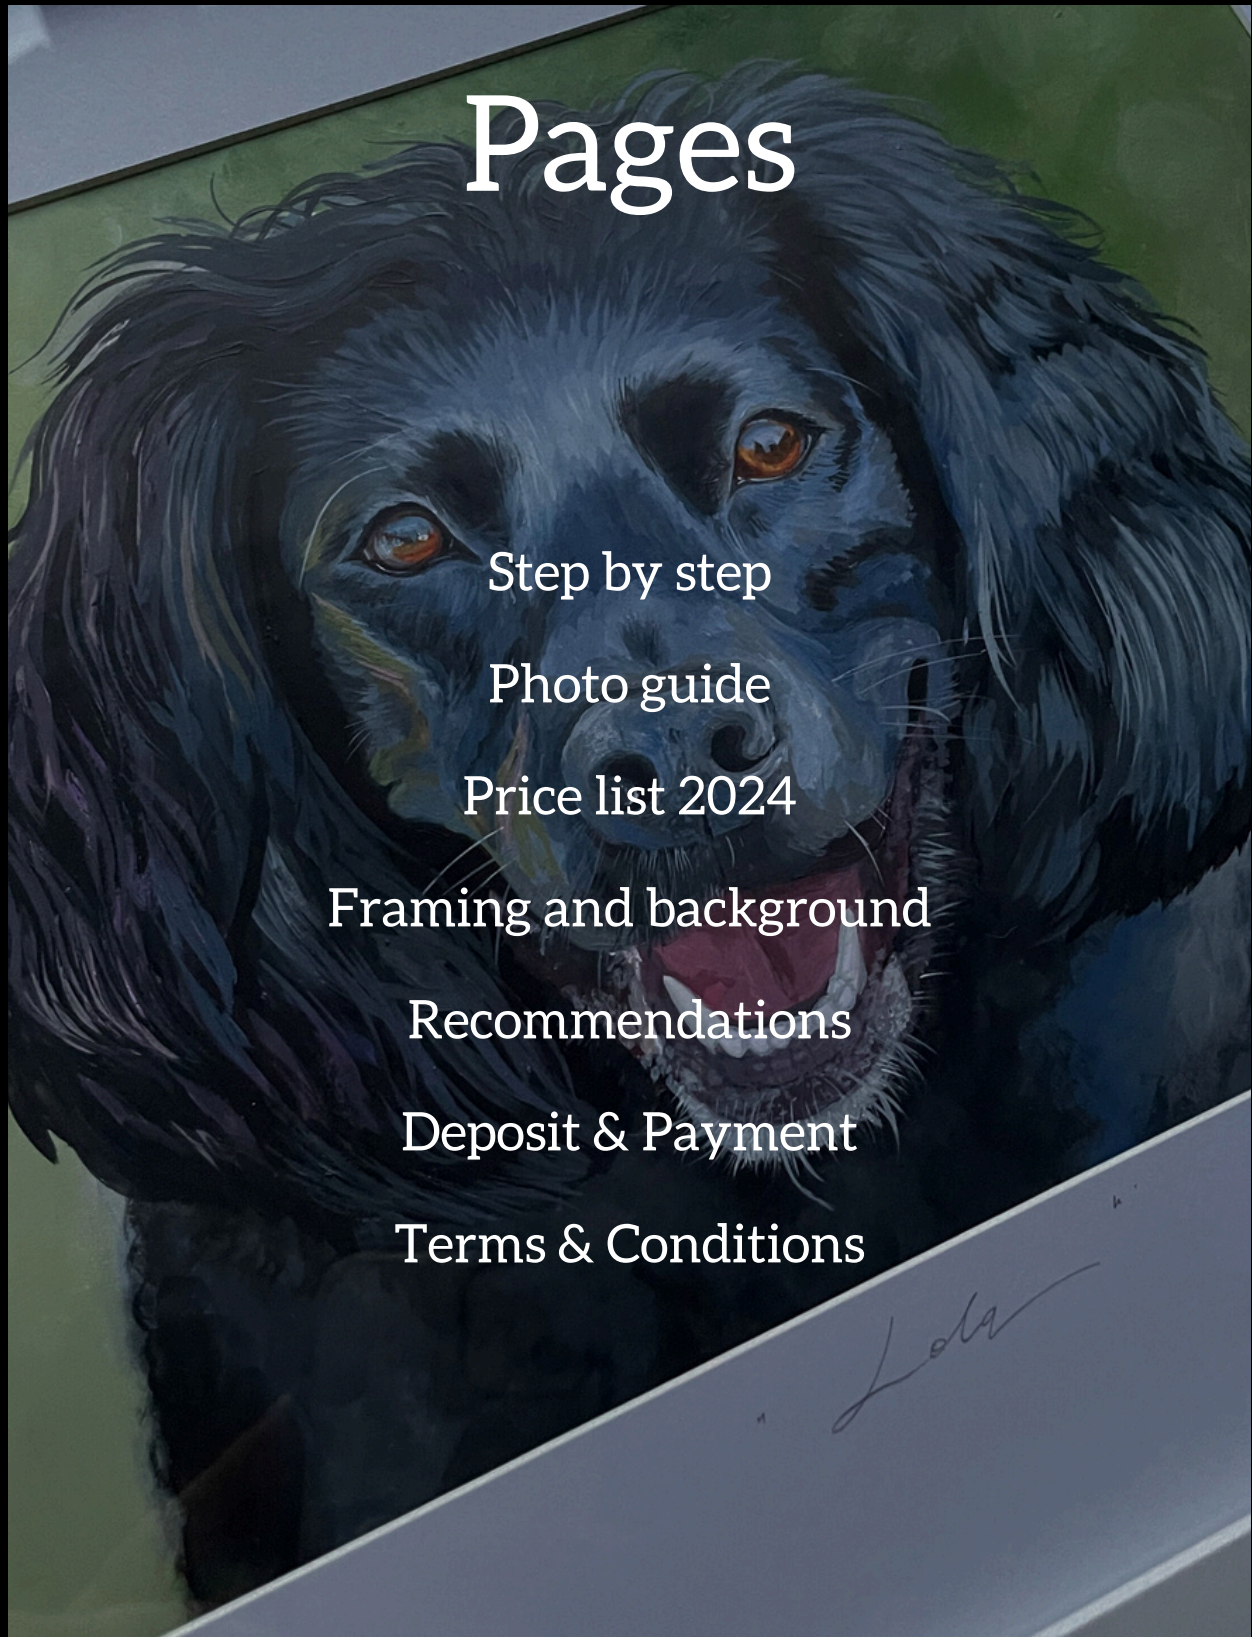 Pages
Step by step
Photo guide
Price list 2024
Framing and background
Recommendations
Deposit & Payment
Terms & Conditions
" Lola "